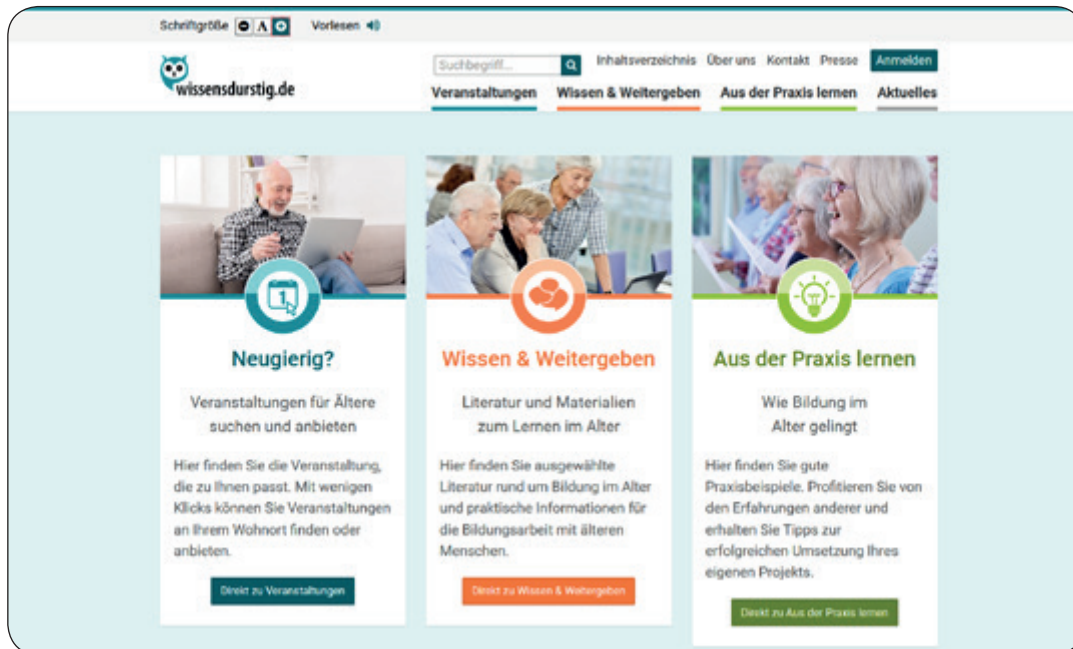 Schriftgröße A Vorlesen
Suchbegriff... Inhaltsverzeichnis Über uns Kontakt Presse Anmelden
wissensdurstig.de
Veranstaltungen Wissen & Weitergeben Aus der Praxis lernen Aktuelles
1
Neugierig?
Veranstaltungen für Ältere
suchen und anbieten
Hier finden Sie die Veranstaltung,
die zu Ihnen passt. Mit wenigen
Klicks können Sie Veranstaltungen
an Ihrem Wohnort finden oder
anbieten.
Direkt zu Veranstaltungen
Wissen & Weitergeben
Literatur und Materialien
zum Lernen im Alter
Hier finden Sie ausgewählte
Literatur rund um Bildung im Alter
und praktische Informationen für
die Bildungsarbeit mit älteren
Menschen.
Direkt zu Wissen & Weitergeben
Aus der Praxis lernen
Wie Bildung im
Alter gelingt
Hier finden Sie gute
Praxisbeispiele. Profitieren Sie von
den Erfahrungen anderer und
erhalten Sie Tipps zur
erfolgreichen Umsetzung Ihres
eigenen Projekts.
Direkt zu Aus der Praxis lernen